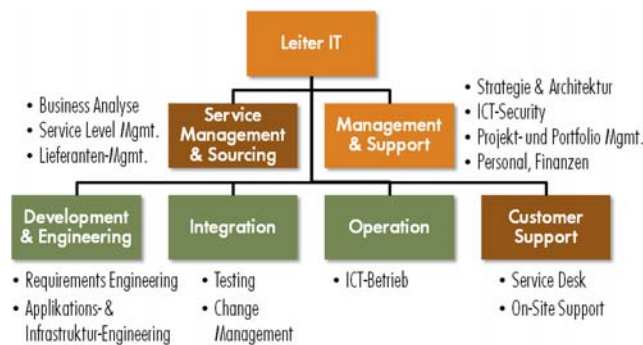 Leiter IT
• Business Analyse
• Service Level Mgmt.
• Lieferanten-Mgmt.
Service
Management
& Sourcing
Management
& Support
• Strategie & Architektur
• ICT-Security
• Projekt- und Portfolio Mgmt.
• Personal, Finanzen
Development
& Engineering
• Requirements Engineering
• Applikations- &
Infrastruktur-Engineering
Integration
• Testing
• Change
Management
Operation
• ICT-Betrieb
Customer
Support
• Service Desk
• On-Site Support